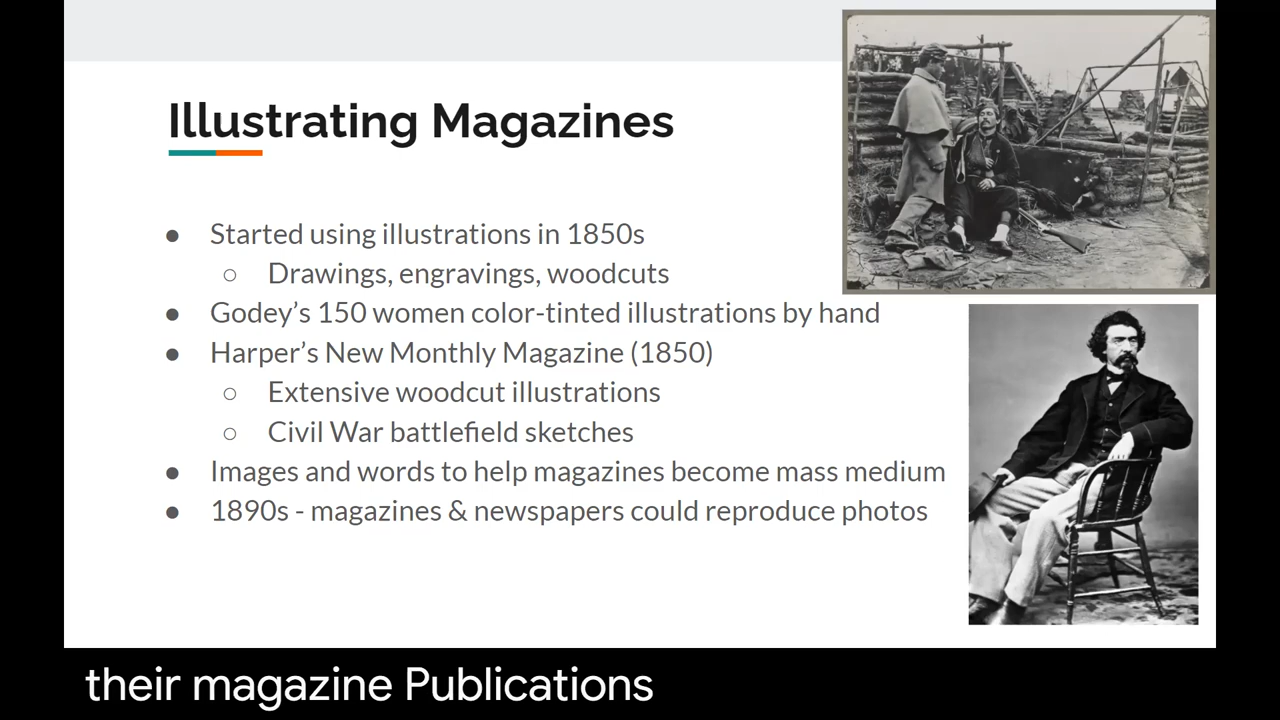 Illustrating Magazines
● Started using illustrations in 1850s
○ Drawings, engravings, woodcuts
● Godey’s 150 women color-tinted illustrations by hand
● Harper’s New Monthly Magazine (1850)
○ Extensive woodcut illustrations
○ Civil War battlefield sketches
● Images and words to help magazines become mass medium
● 1890s - magazines & newspapers could reproduce photos
their magazine Publications